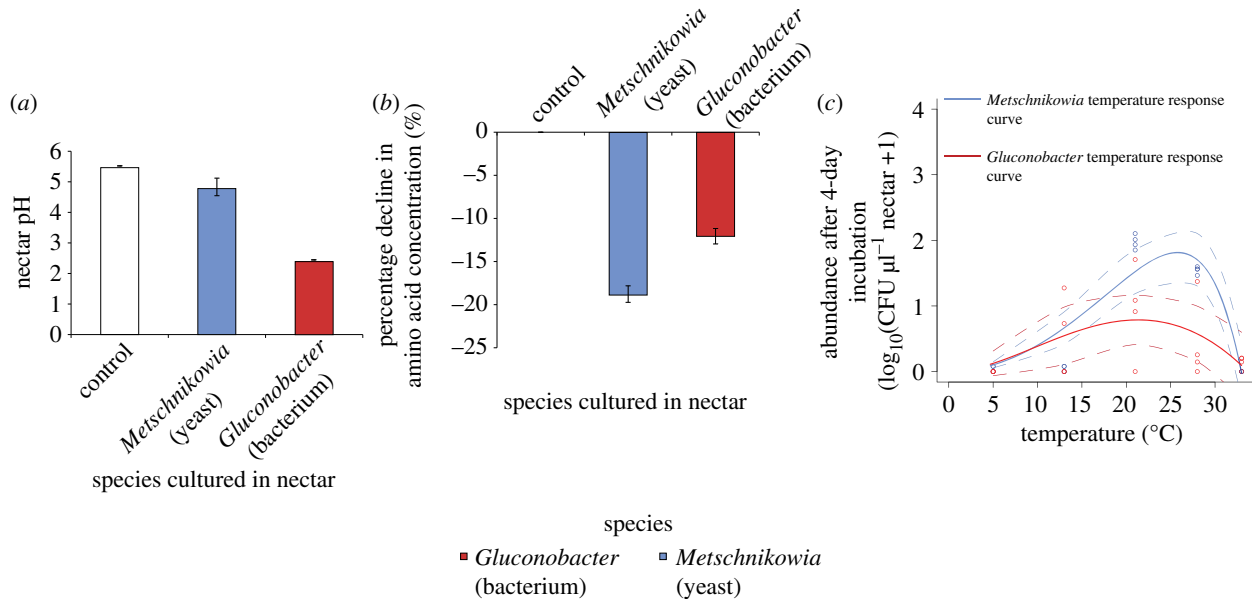 (a)
nectar pH
6
5
4
3
2
1
0
control
Metschnikowia
(yeast)
Gluconobacter
(bacterium)
species cultured in nectar
(b)
percentage decline in
amino acid concentration (%)
control
Metschnikowia
(yeast)
Gluconobacter
(bacterium)
0
−5
−10
−15
−20
−25
species cultured in nectar
(c)
abundance after 4-day
incubation
(log10(CFU µl−1 nectar +1)
Metschnikowia temperature response
curve
Gluconobacter temperature response
curve
4
3
2
1
0
0 5 10 15 20 25 30
temperature (°C)
species
Gluconobacter
(bacterium)
Metschnikowia
(yeast)